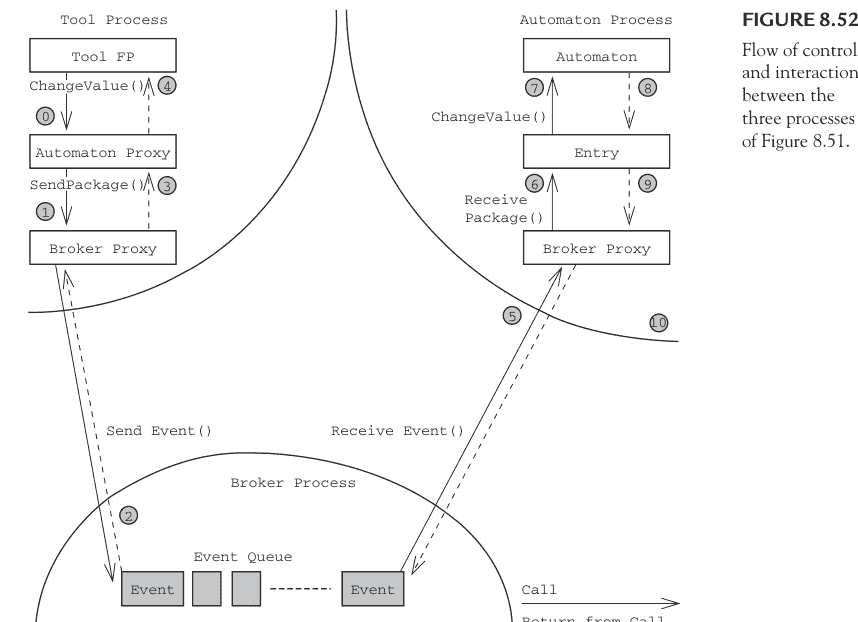 Tool Process
Automaton Process
FIGURE 8.52
Flow of control
and interaction
between the
three processes
of Figure 8.51.
Tool FP
Automaton
ChangeValue()
4
7
8
0
ChangeValue()
Automaton Proxy
Entry
SendPackage()
3
6
9
1
Receive
Package()
Broker Proxy
Broker Proxy
5
10
Send Event()
Receive Event()
Broker Process
2
Event Queue
Event
Event
Call
Return from Call